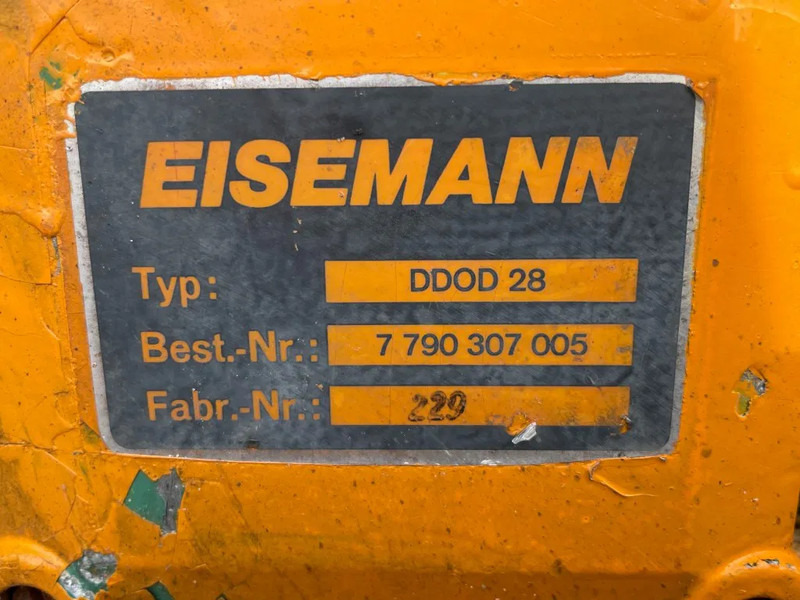 EISEMANN
Typ: DDOD 28
Best.-Nr.: 7 790 307 005
Fabr.-Nr.: 229